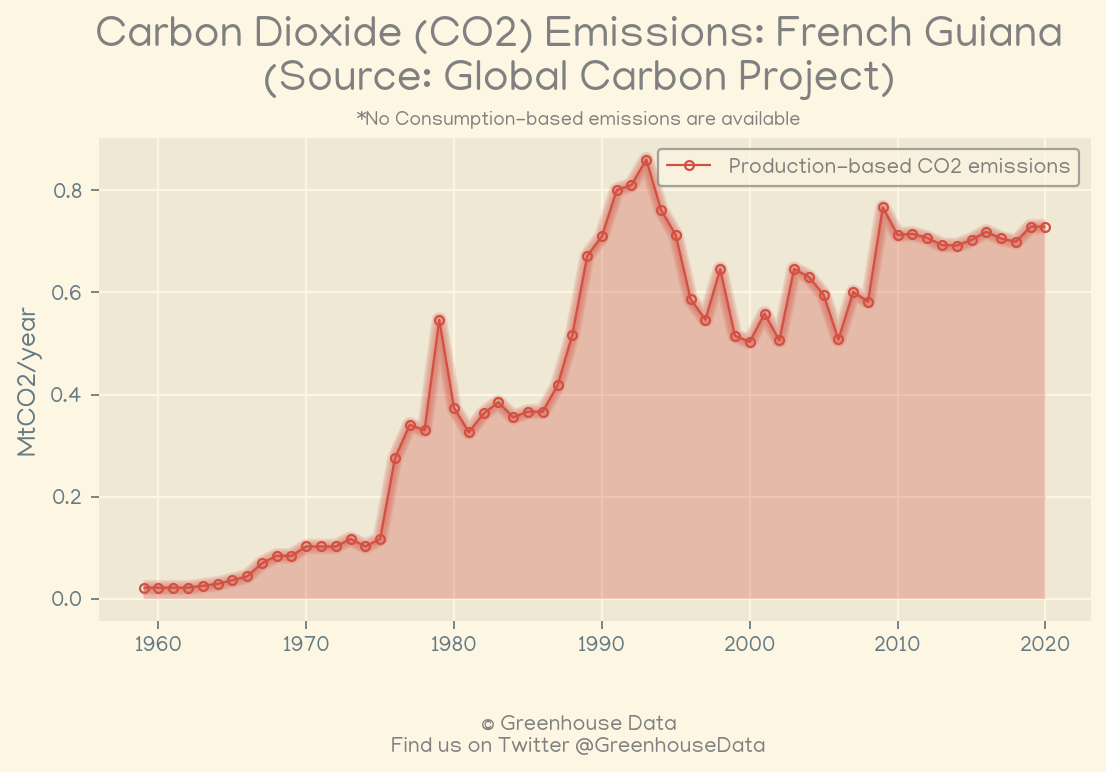 Carbon Dioxide (CO2) Emissions: French Guiana
(Source: Global Carbon Project)
*No Consumption-based emissions are available
Production-based CO2 emissions
MtCO2/year
0.8
0.6
0.4
0.2
0.0
1960 1970 1980 1990 2000 2010 2020
© Greenhouse Data
Find us on Twitter @GreenhouseData